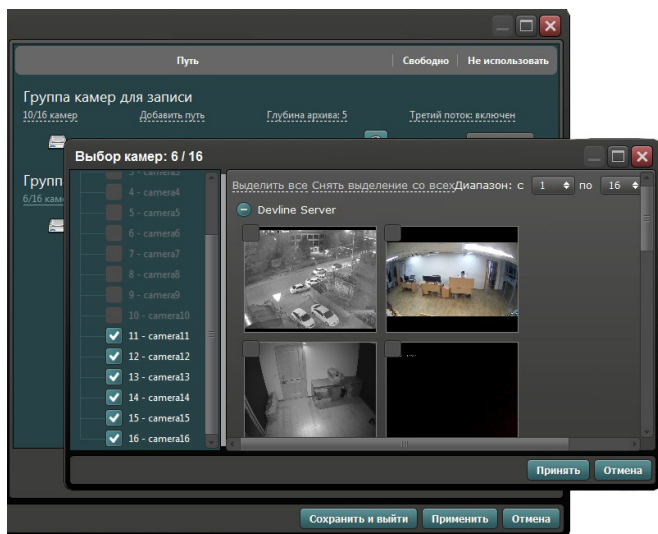 Путь Свободно Не использовать
Группа камер для записи
10/16 камер Добавить путь Глубина архива: 5 Третий поток: включен
Групп
6/16 кам
Выбор камер: 6 / 16
3 - camera3
4 - camera4
5 - camera5
6 - camera6
7 - camera7
8 - camera8
9 - camera9
10 - camera10
11 - camera11
12 - camera12
13 - camera13
14 - camera14
15 - camera15
16 - camera16
Выделить все Снять выделение со всех Диапазон: с 1 по 16
Devline Server
Принять Отмена
Сохранить и выйти Применить Отмена